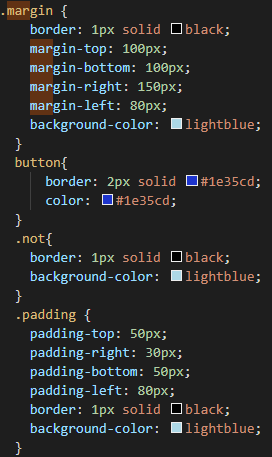 .margin {
border: 1px solid black;
margin-top: 100px;
margin-bottom: 100px;
margin-right: 150px;
margin-left: 80px;
background-color: lightblue;
}
button{
border: 2px solid #1e35cd;
color: #1e35cd;
}
.not{
border: 1px solid black;
background-color: lightblue;
}
.padding {
padding-top: 50px;
padding-right: 30px;
padding-bottom: 50px;
padding-left: 80px;
border: 1px solid black;
background-color: lightblue;
}